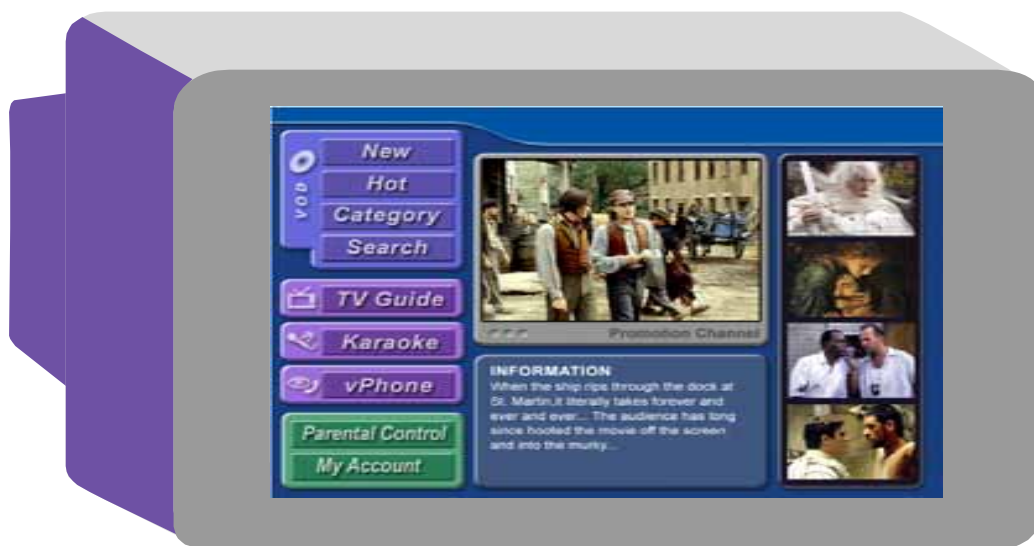 VOD
New
Hot
Category
Search
TV Guide
Karaoke
vPhone
Parental Control
My Account
Promotion Channel
INFORMATION
When the ship rips through the dock at
St. Martin,it literally takes forever and
ever and ever... The audience has long
since hooted the movie off the screen
and into the murky...